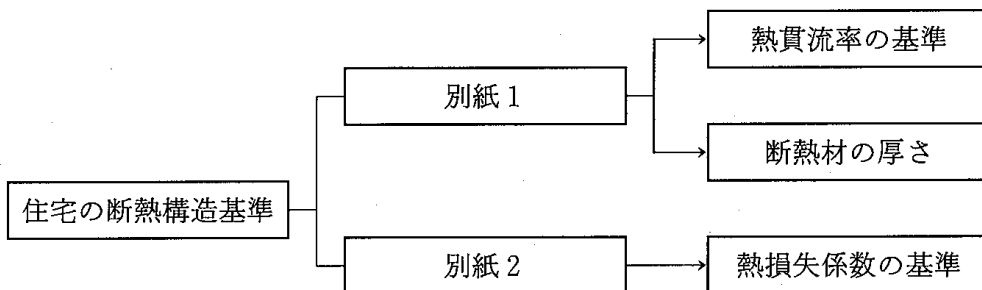 熱貫流率の基準
別紙1
断熱材の厚さ
住宅の断熱構造基準
別紙2
熱損失係数の基準